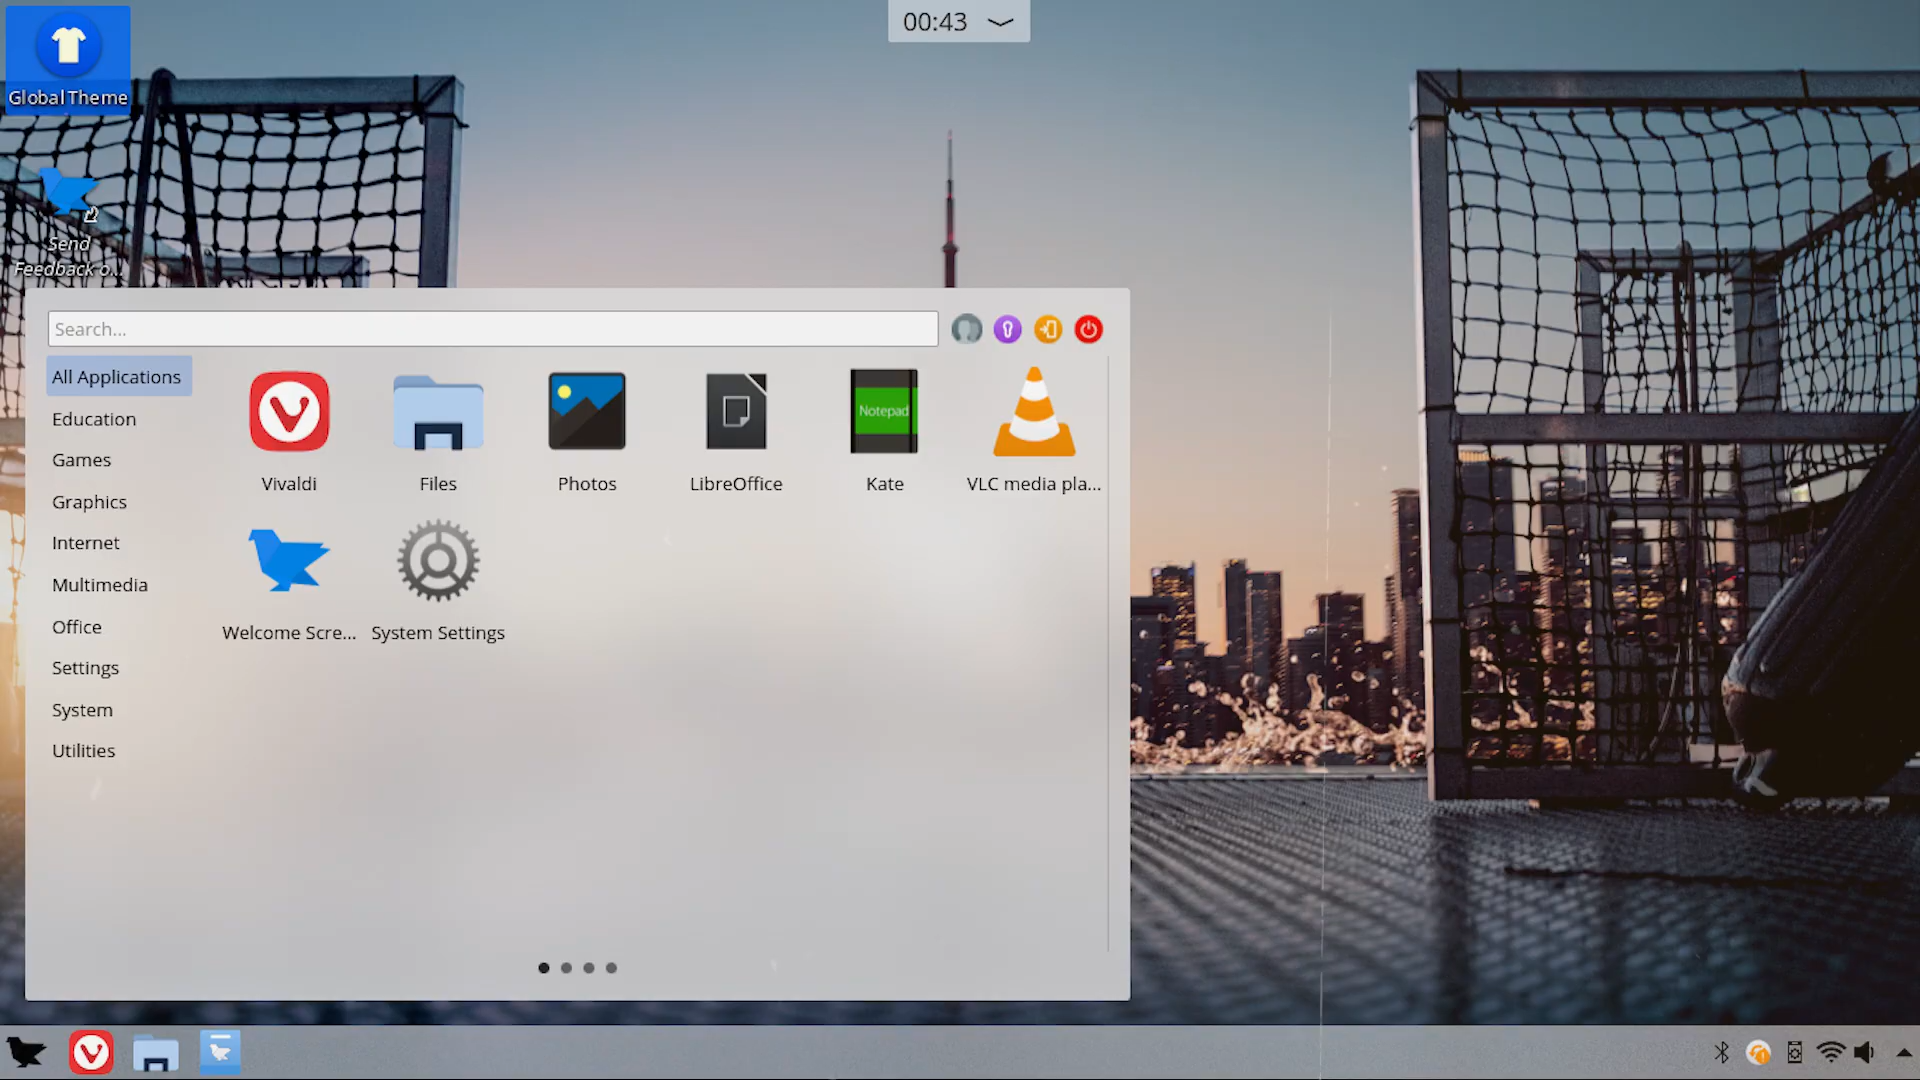 00:43
Global Theme
Send
Feedback o...
Search...
All Applications
Education
Games
Graphics
Internet
Multimedia
Office
Settings
System
Utilities
Vivaldi
Files
Photos
LibreOffice
Notepad
Kate
VLC media pla...
Welcome Scre...
System Settings